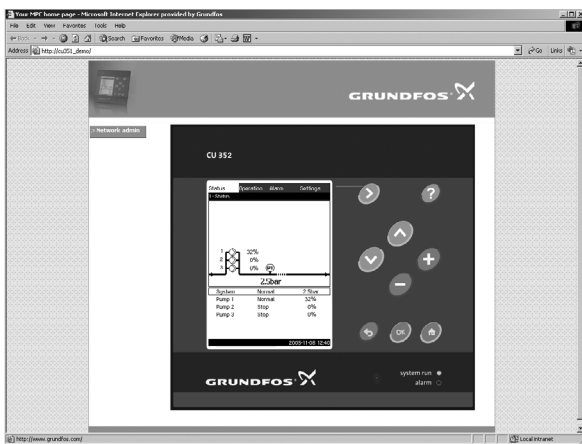 Your MPC home page - Microsoft Internet Explorer provided by Grundfos
File Edit View Favorites Tools Help
Back Search Favorites Media
Address http://cu351_demo/ Go Links
GRUNDFOS
> Network admin
CU 352
Status Operation Alarm Settings
1 - Status
1 32%
2 0%
3 0%
2.5bar
System Normal 2.5bar
Pump 1 Normal 32%
Pump 2 Stop 0%
Pump 3 Stop 0%
2005-11-08 12:40
?
+
−
OK
GRUNDFOS
system run
alarm
http://www.grundfos.com/ Local intranet